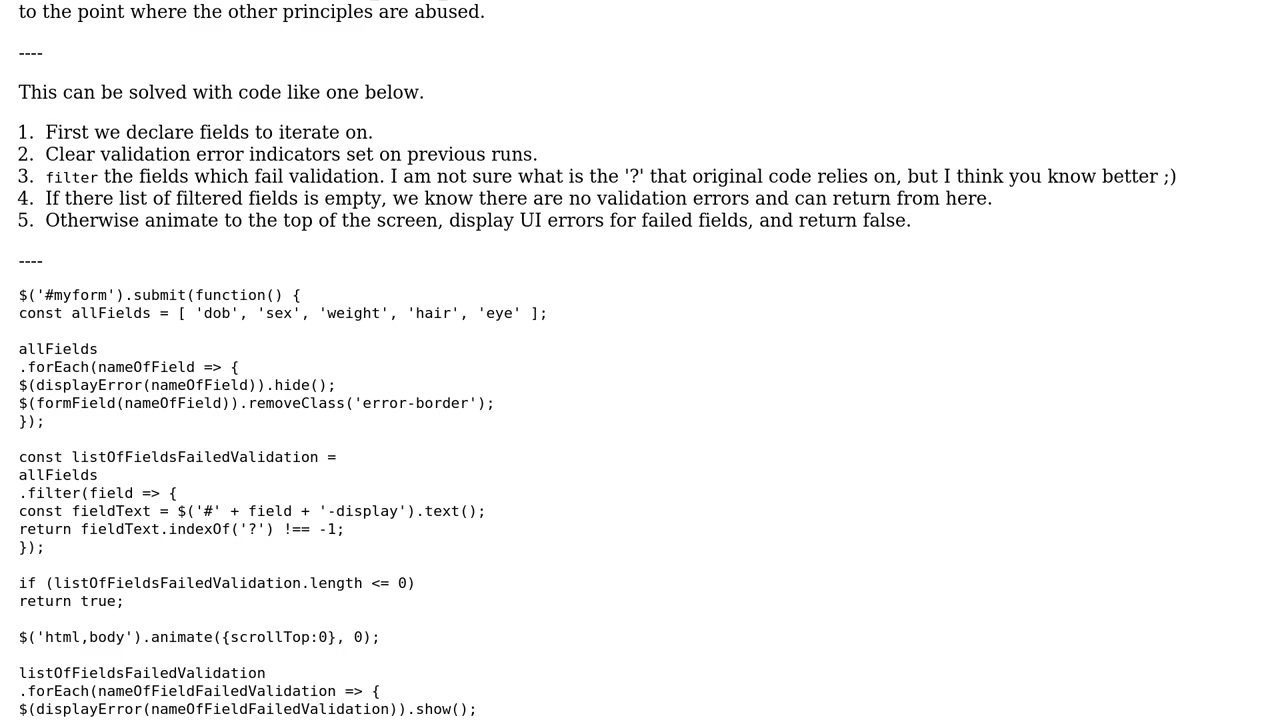 to the point where the other principles are abused.
----
This can be solved with code like one below.
1. First we declare fields to iterate on.
2. Clear validation error indicators set on previous runs.
3. filter the fields which fail validation. I am not sure what is the '?' that original code relies on, but I think you know better ;)
4. If there list of filtered fields is empty, we know there are no validation errors and can return from here.
5. Otherwise animate to the top of the screen, display UI errors for failed fields, and return false.
----
$('#myform').submit(function() {
const allFields = [ 'dob', 'sex', 'weight', 'hair', 'eye' ];
allFields
.forEach(nameOfField => {
$(displayError(nameOfField)).hide();
$(formField(nameOfField)).removeClass('error-border');
});
const listOfFieldsFailedValidation =
allFields
.filter(field => {
const fieldText = $('#' + field + '-display').text();
return fieldText.indexOf('?') !== -1;
});
if (listOfFieldsFailedValidation.length <= 0)
return true;
$('html,body').animate({scrollTop:0}, 0);
listOfFieldsFailedValidation
.forEach(nameOfFieldFailedValidation => {
$(displayError(nameOfFieldFailedValidation)).show();